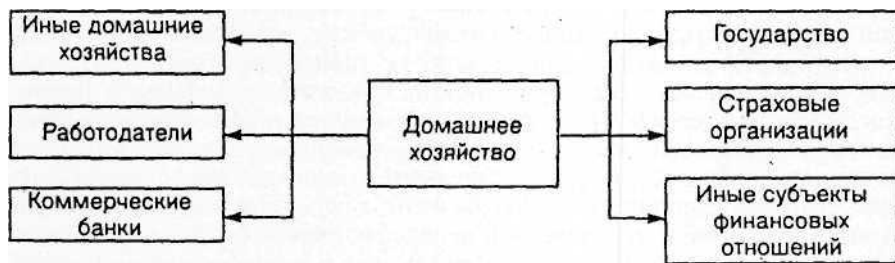 Иные домашние
хозяйства
Работодатели
Коммерческие
банки
Домашнее
хозяйство
Государство
Страховые
организации
Иные субъекты
финансовых
отношений